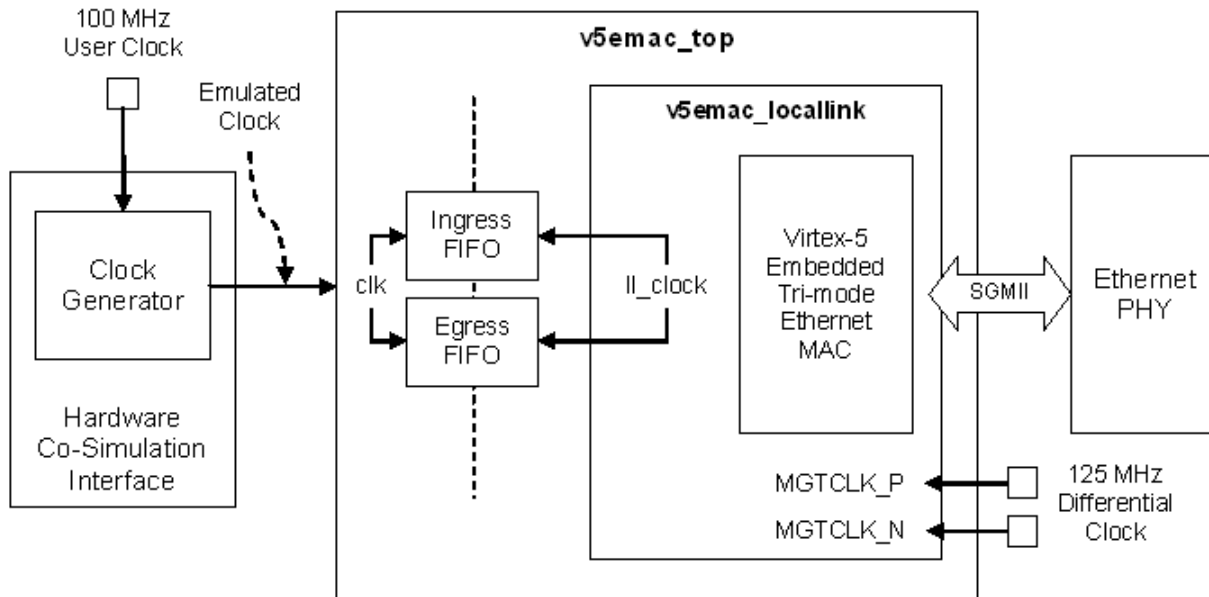 100 MHz
User Clock
Emulated
Clock
Clock
Generator
Hardware
Co-Simulation
Interface
v5emac_top
clk
Ingress
FIFO
Egress
FIFO
ll_clock
v5emac_locallink
Virtex-5
Embedded
Tri-mode
Ethernet
MAC
SGMII
Ethernet
PHY
MGTCLK_P
MGTCLK_N
125 MHz
Differential
Clock